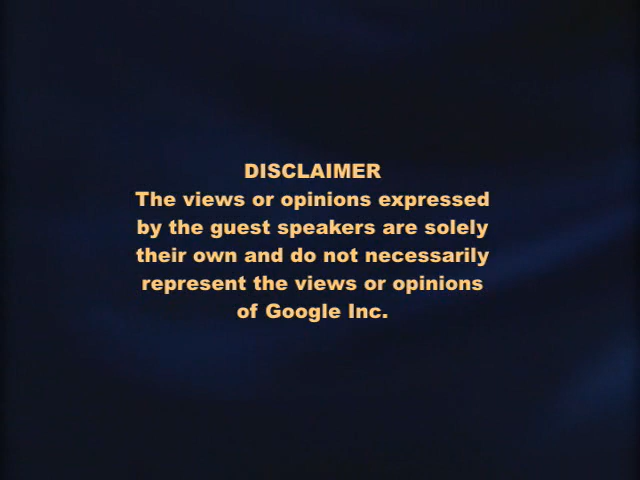 DISCLAIMER
The views or opinions expressed
by the guest speakers are solely
their own and do not necessarily
represent the views or opinions
of Google Inc.